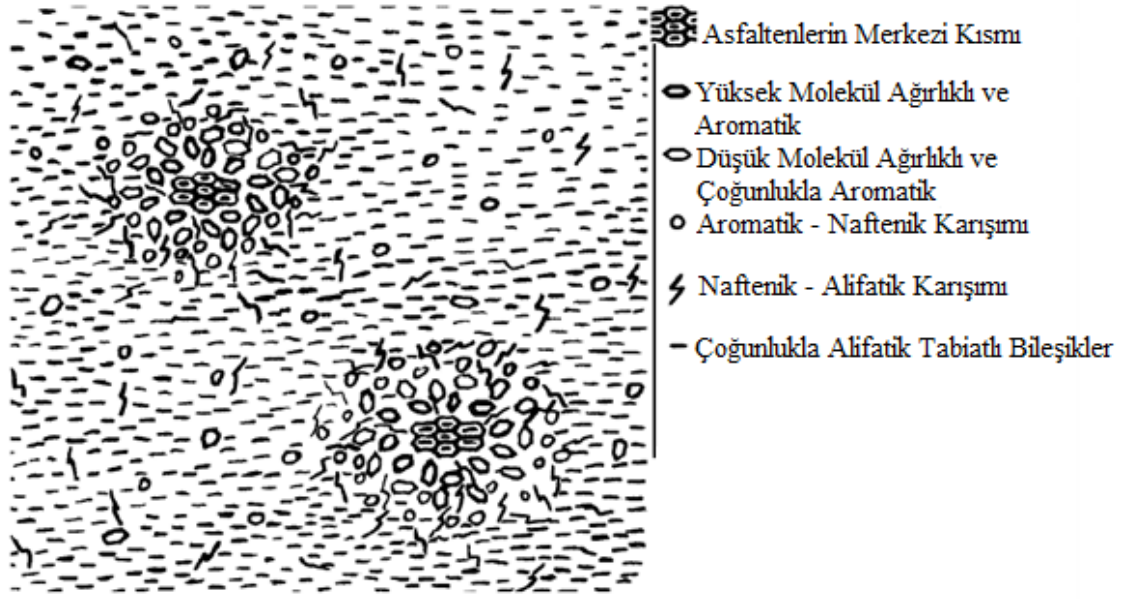 Asfaltenlerin Merkezi Kısmı
Yüksek Molekül Ağırlıklı ve
Aromatik
Düşük Molekül Ağırlıklı ve
Çoğunlukla Aromatik
Aromatik - Naftenik Karışımı
Naftenik - Alifatik Karışımı
Çoğunlukla Alifatik Tabiatlı Bileşikler